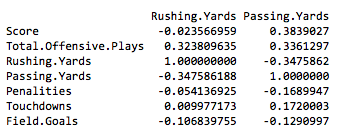 Rushing.Yards Passing.Yards
Score -0.023566959 0.3839027
Total.Offensive.Plays 0.323809635 0.3361297
Rushing.Yards 1.000000000 -0.3475862
Passing.Yards -0.347586188 1.0000000
Penalities -0.054136925 -0.1689947
Touchdowns 0.009977173 0.1720003
Field.Goals -0.106839755 -0.1290997